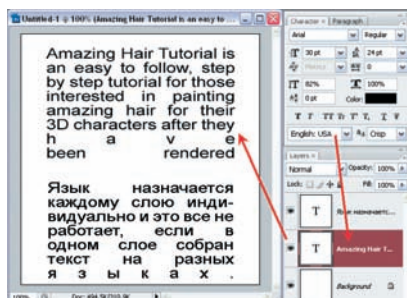 Untitled-1 @ 100% (Amazing Hair Tutorial is an easy to ...
Amazing Hair Tutorial is
an easy to follow, step
by step tutorial for those
interested in painting
amazing hair for their
3D characters after they
h a v e
been rendered
Язык назначается
каждому слою инди-
видуально и это все не
работает, если в
одном слое собран
текст на разных
я з ы к а х .
100%
Character × Paragraph
Arial Regular
30 pt 24 pt
Metrics 0
82% 100%
0 pt Color:
English: USA Crisp
Layers ×
Normal Opacity: 100%
Lock: Fill: 100%
T Язык назначаетс...
T Amazing Hair T...
Background